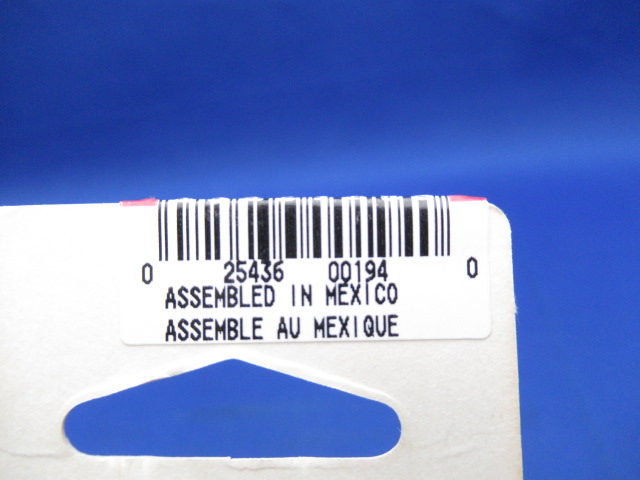 0 25436 00194 0
ASSEMBLED IN MEXICO
ASSEMBLE AU MEXIQUE